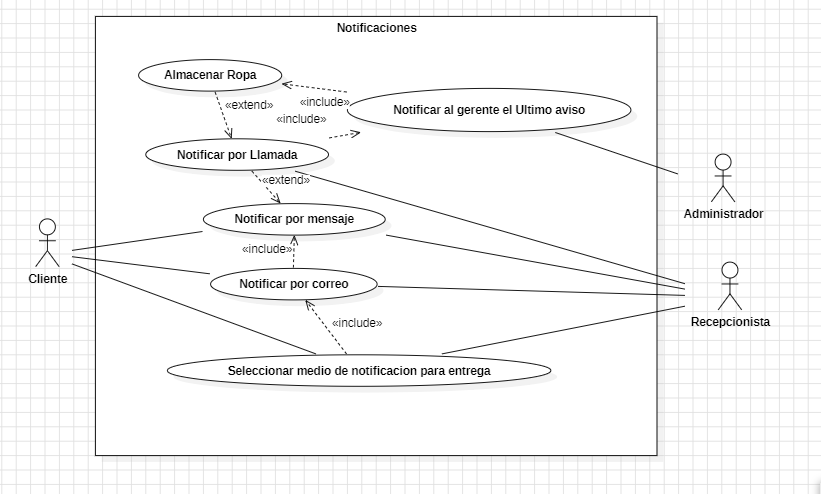 Notificaciones
Almacenar Ropa
«extend»
«include»
«include»
Notificar al gerente el Ultimo aviso
Notificar por Llamada
«extend»
Administrador
Notificar por mensaje
«include»
Cliente
Notificar por correo
Recepcionista
«include»
Seleccionar medio de notificacion para entrega